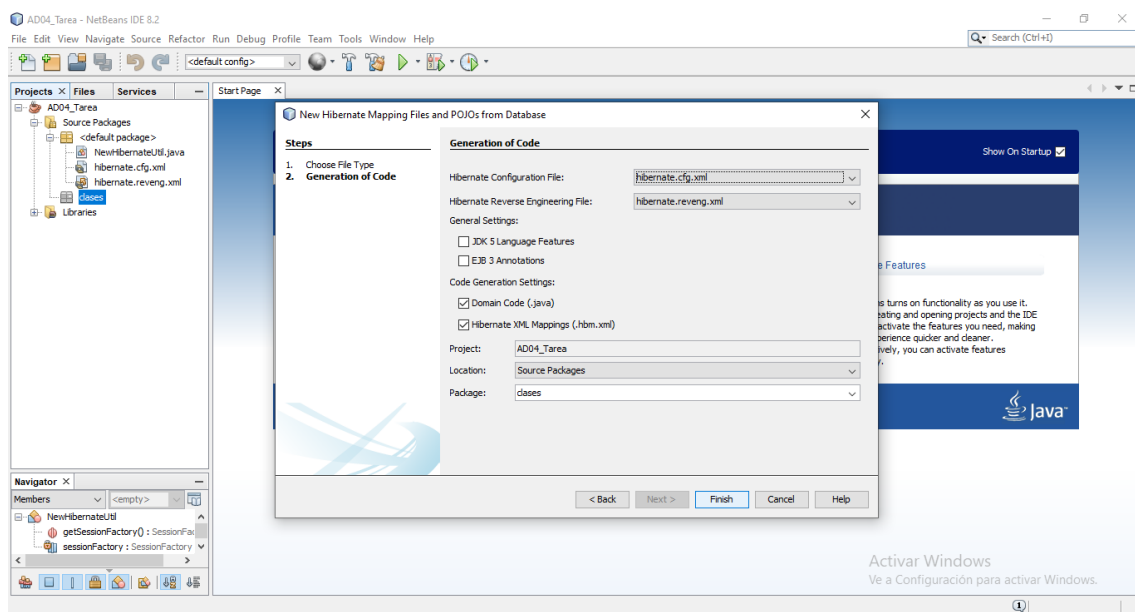 AD04_Tarea - NetBeans IDE 8.2
File Edit View Navigate Source Refactor Run Debug Profile Team Tools Window Help
Search (Ctrl+I)
<default config>
Projects Files Services
Start Page
AD04_Tarea
Source Packages
<default package>
NewHibernateUtil.java
hibernate.cfg.xml
hibernate.reveng.xml
clases
Libraries
New Hibernate Mapping Files and POJOs from Database
Steps
1. Choose File Type
2. Generation of Code
Generation of Code
Hibernate Configuration File: hibernate.cfg.xml
Hibernate Reverse Engineering File: hibernate.reveng.xml
General Settings:
JDK 5 Language Features
EJB 3 Annotations
Code Generation Settings:
Domain Code (.java)
Hibernate XML Mappings (.hbm.xml)
Project: AD04_Tarea
Location: Source Packages
Package: clases
< Back Next > Finish Cancel Help
Show On Startup
e Features
s turns on functionality as you use it.
eating and opening projects and the IDE
activate the features you need, making
perience quicker and cleaner.
ively, you can activate features
y.
Java
Navigator
Members <empty>
NewHibernateUtil
getSessionFactory() : SessionFac
sessionFactory : SessionFactory
Activar Windows
Ve a Configuración para activar Windows.
1